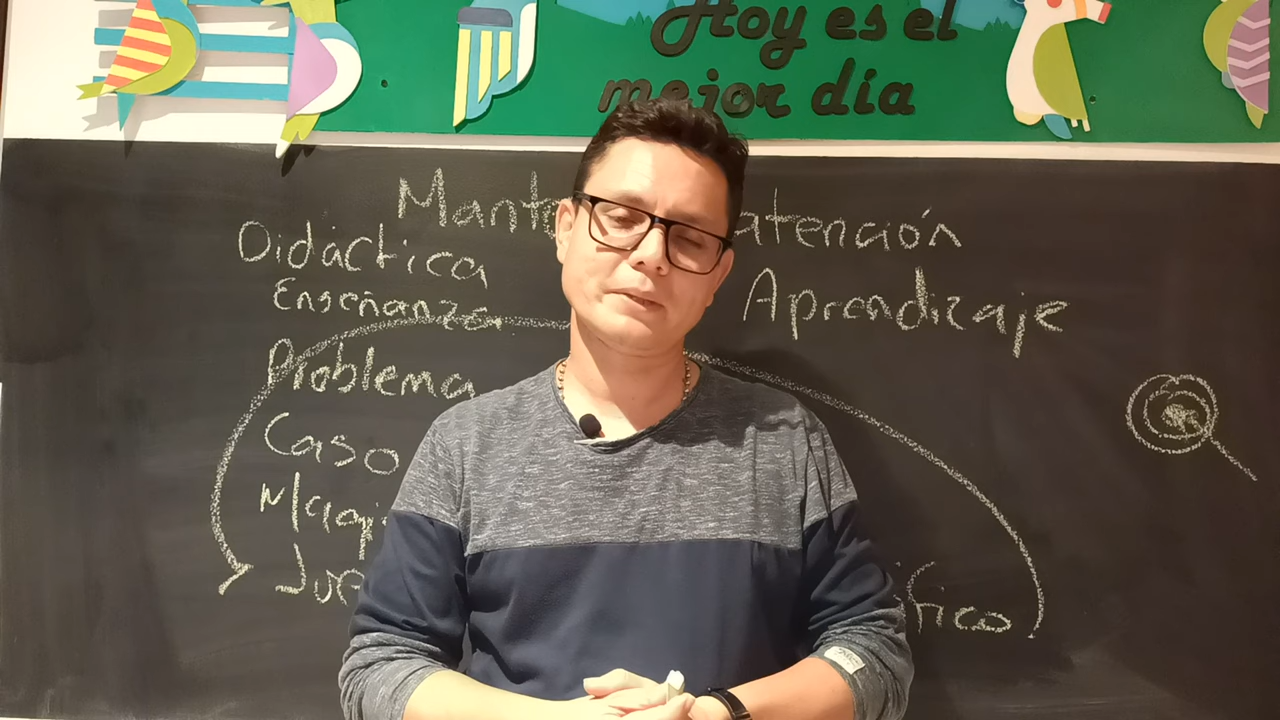 Hoy es el
mejor día
atención
Didáctica
Enseñanza
Aprendizaje
Problema
Caso